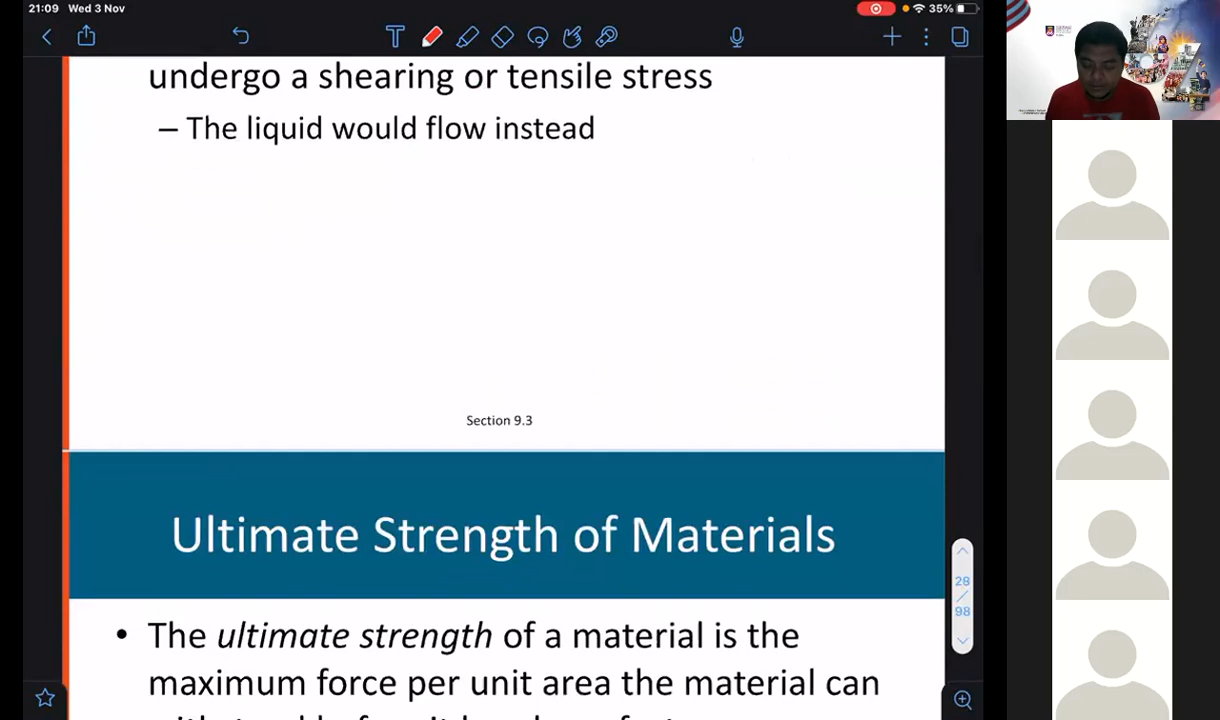 21:09 Wed 3 Nov
35%
undergo a shearing or tensile stress
– The liquid would flow instead
Section 9.3
Ultimate Strength of Materials
28
/
98
• The ultimate strength of a material is the
maximum force per unit area the material can